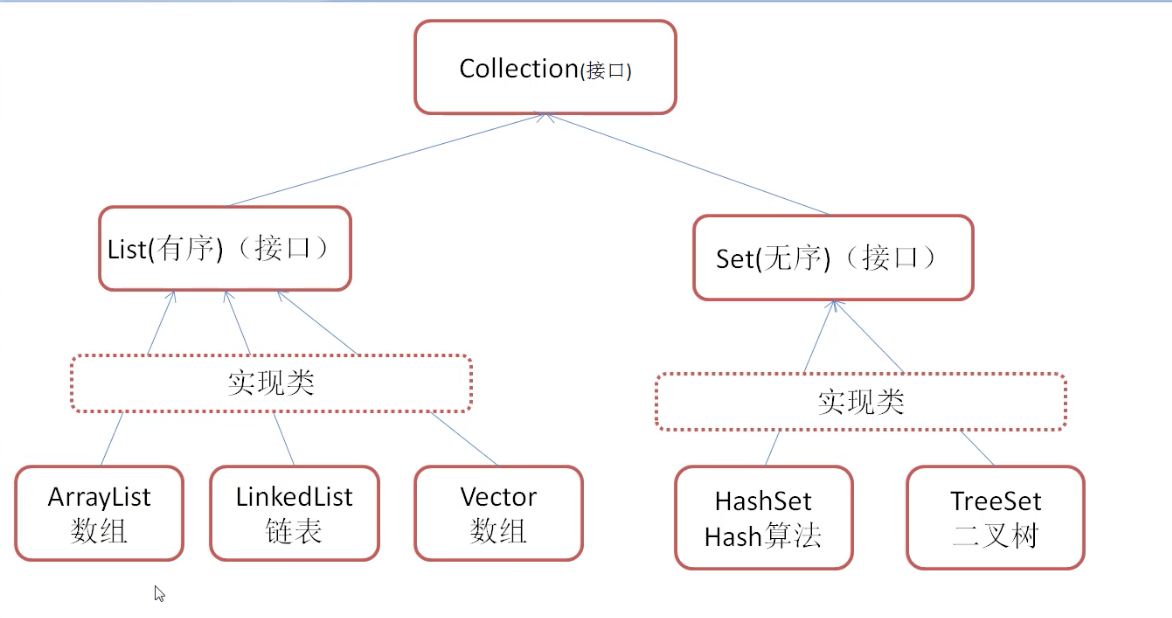 Collection(接口)
List(有序)（接口）
Set(无序)（接口）
实现类
实现类
ArrayList
数组
LinkedList
链表
Vector
数组
HashSet
Hash算法
TreeSet
二叉树